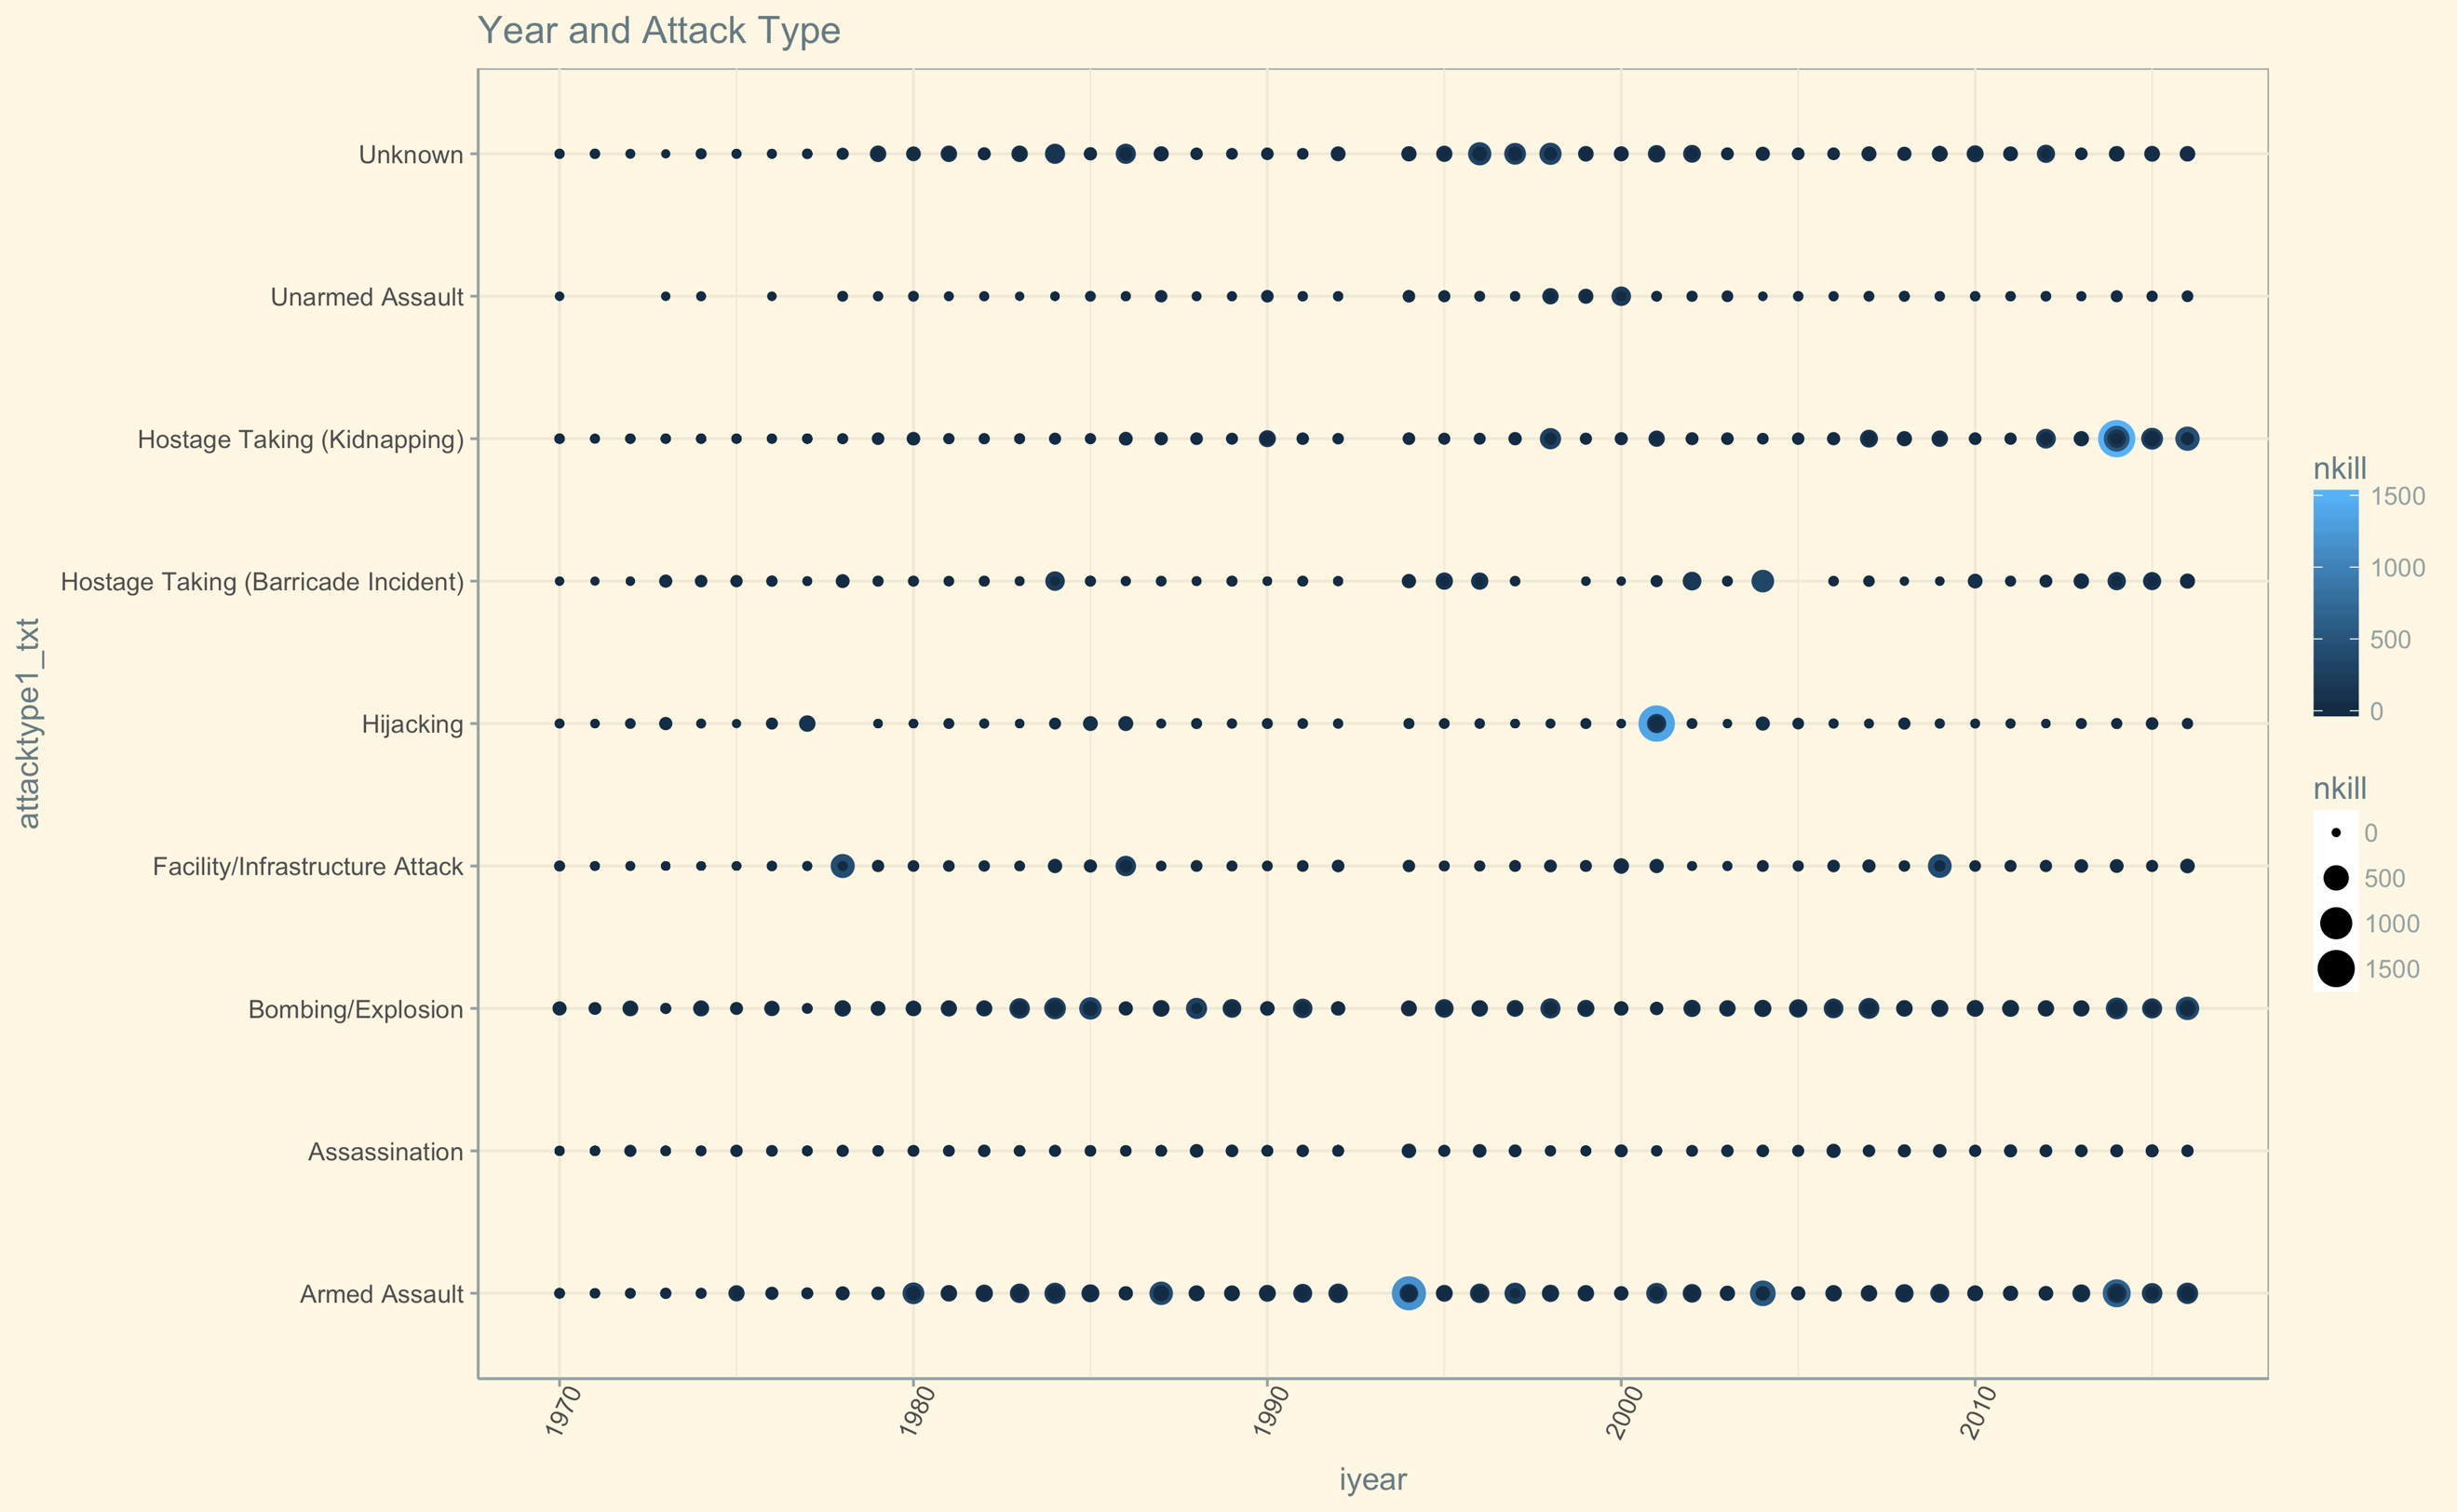 Year and Attack Type
attacktype1_txt
Unknown
Unarmed Assault
Hostage Taking (Kidnapping)
Hostage Taking (Barricade Incident)
Hijacking
Facility/Infrastructure Attack
Bombing/Explosion
Assassination
Armed Assault
1970
1980
1990
2000
2010
iyear
nkill
1500
1000
500
0
nkill
0
500
1000
1500